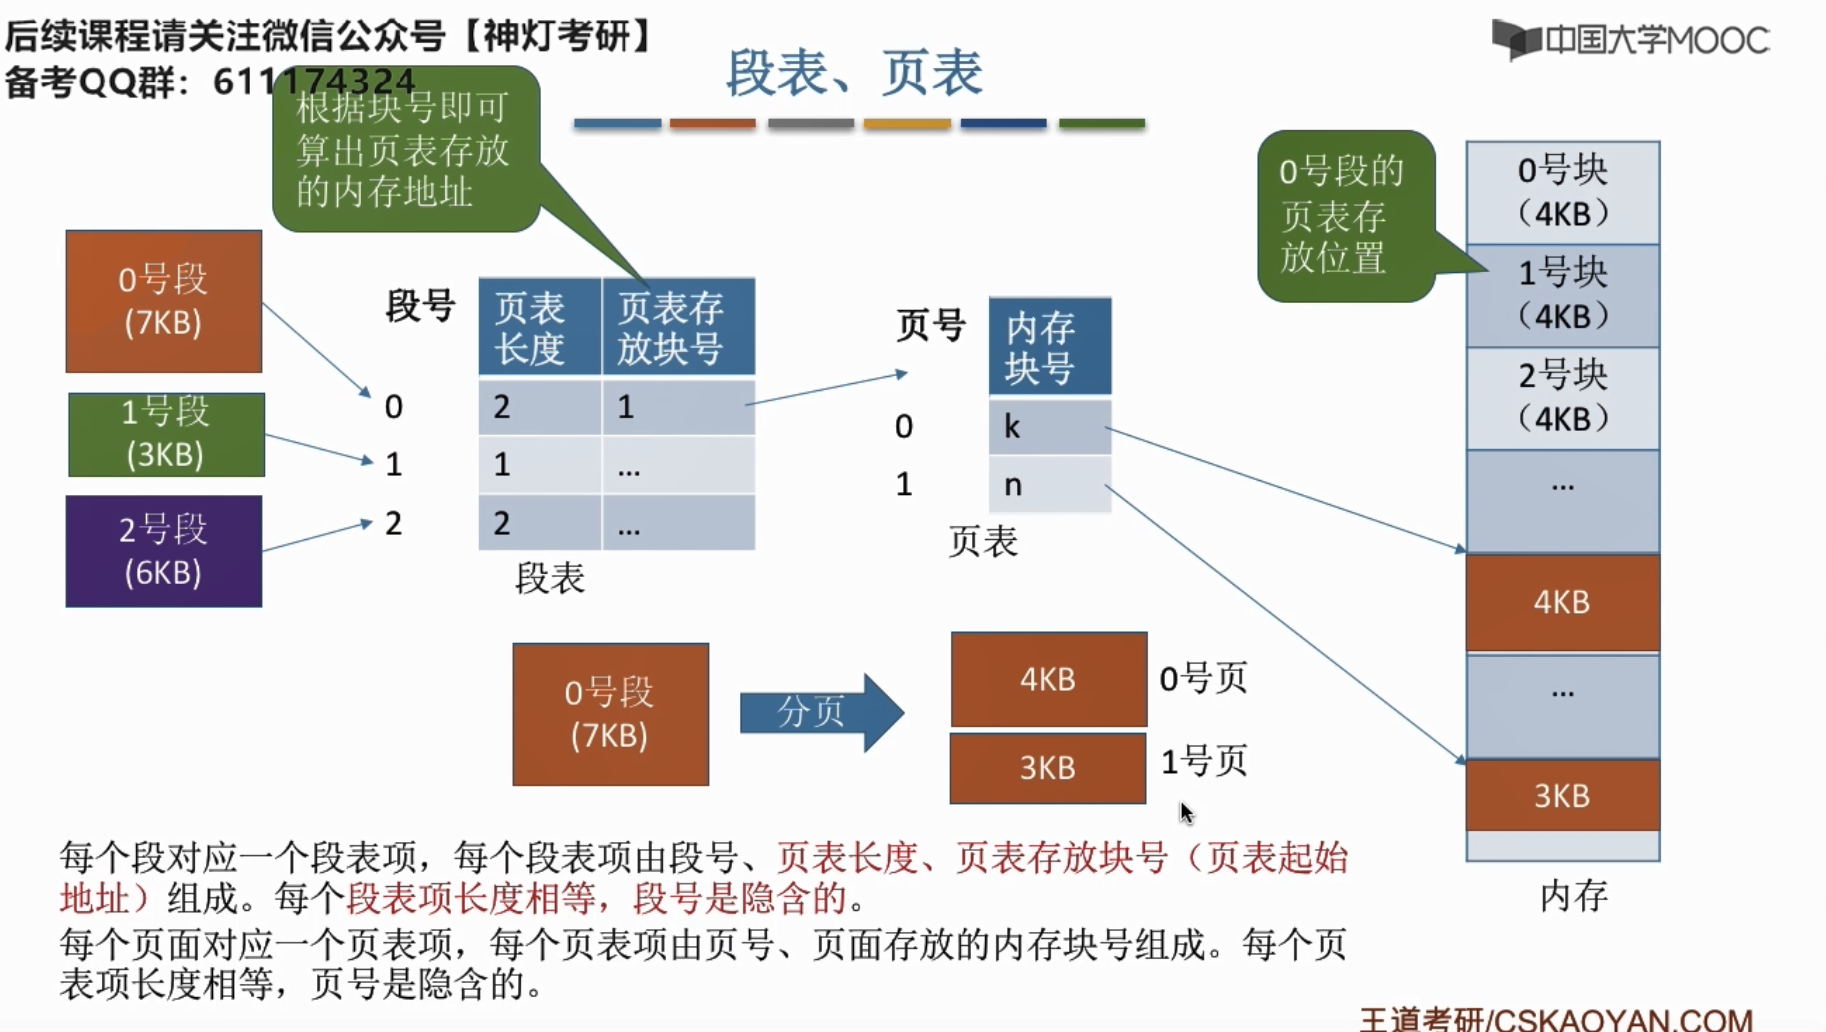 后续课程请关注微信公众号【神灯考研】
备考QQ群：611174324
中国大学MOOC
段表、页表
根据块号即可
算出页表存放
的内存地址
0号段的
页表存
放位置
0号段
(7KB)
1号段
(3KB)
2号段
(6KB)
段号
页表
长度
页表存
放块号
0
2
1
1
1
...
2
2
...
段表
页号
内存
块号
0
k
1
n
页表
0号块
（4KB）
1号块
（4KB）
2号块
（4KB）
...
4KB
...
3KB
内存
0号段
(7KB)
分页
4KB
0号页
3KB
1号页
每个段对应一个段表项，每个段表项由段号、页表长度、页表存放块号（页表起始
地址）组成。每个段表项长度相等，段号是隐含的。
每个页面对应一个页表项，每个页表项由页号、页面存放的内存块号组成。每个页
表项长度相等，页号是隐含的。
王道考研/CSKAOYAN.COM